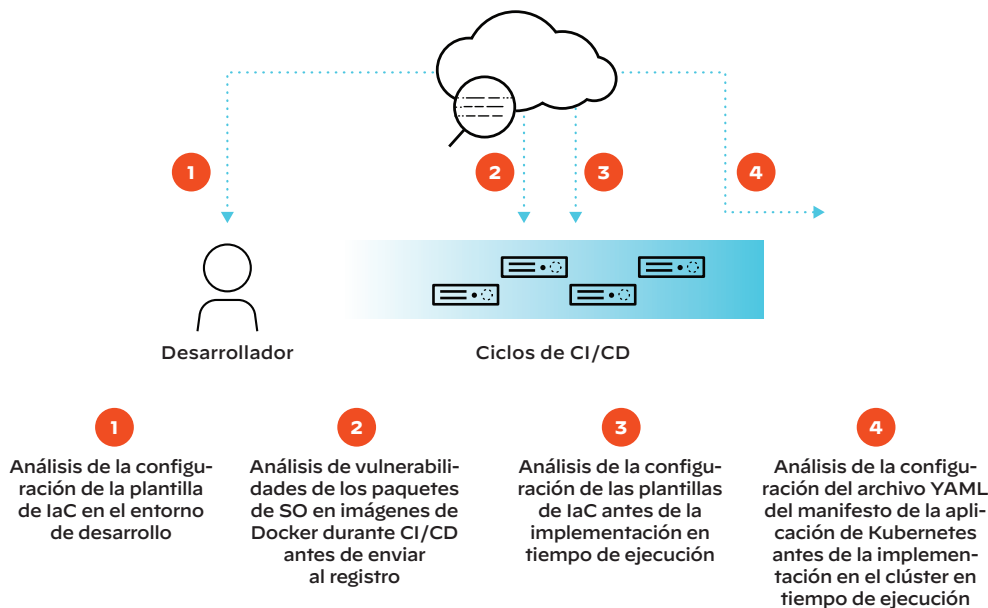 1
2
3
4
Desarrollador
Ciclos de CI/CD
1
Análisis de la configu-
ración de la plantilla
de IaC en el entorno
de desarrollo
2
Análisis de vulnerabili-
dades de los paquetes
de SO en imágenes de
Docker durante CI/CD
antes de enviar
al registro
3
Análisis de la configu-
ración de las plantillas
de IaC antes de la
implementación en
tiempo de ejecución
4
Análisis de la configu-
ración del archivo YAML
del manifesto de la apli-
cación de Kubernetes
antes de la implemen-
tación en el clúster en
tiempo de ejecución